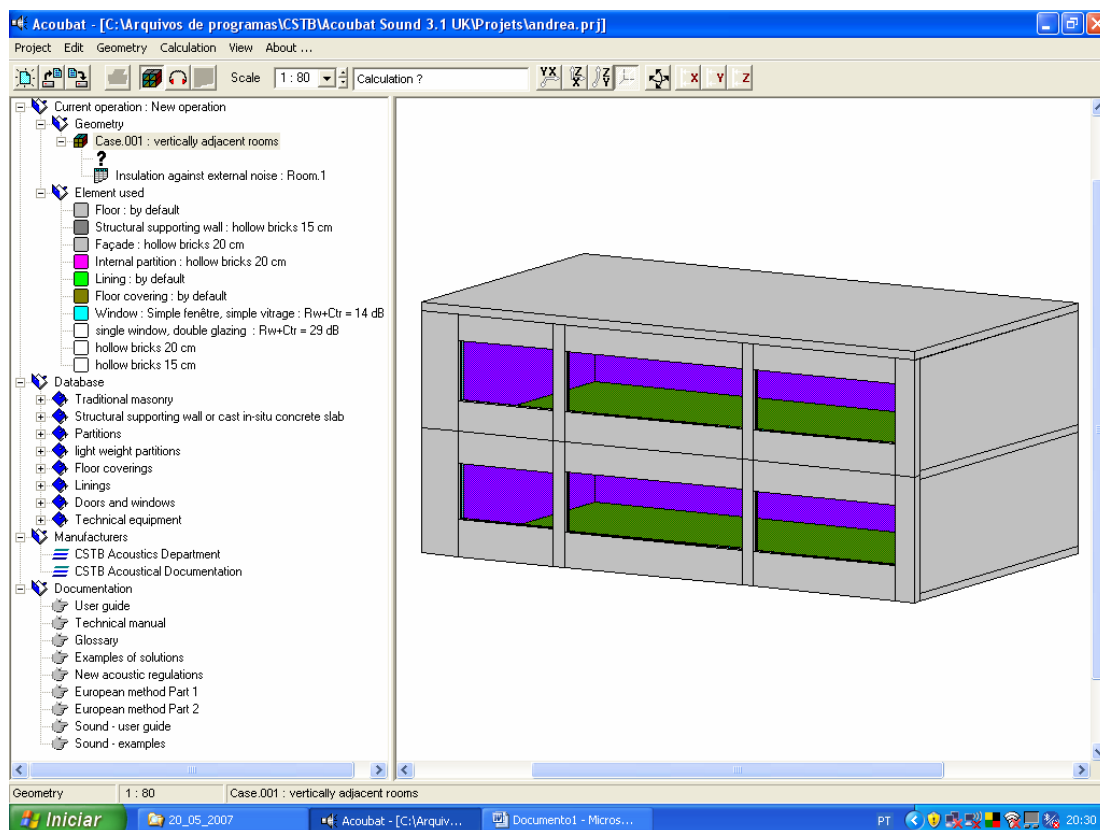 Acoubat - [C:\Arquivos de programas\CSTB\Acoubat Sound 3.1 UK\Projets\andrea.prj]
Project Edit Geometry Calculation View About ...
Scale 1 : 80 Calculation ? YX Z X Z Y X Y Z
Current operation : New operation
Geometry
Case.001 : vertically adjacent rooms
?
Insulation against external noise : Room.1
Element used
Floor : by default
Structural supporting wall : hollow bricks 15 cm
Façade : hollow bricks 20 cm
Internal partition : hollow bricks 20 cm
Lining : by default
Floor covering : by default
Window : Simple fenêtre, simple vitrage : Rw+Ctr = 14 dB
single window, double glazing : Rw+Ctr = 29 dB
hollow bricks 20 cm
hollow bricks 15 cm
Database
Traditional masonry
Structural supporting wall or cast in-situ concrete slab
Partitions
light weight partitions
Floor coverings
Linings
Doors and windows
Technical equipment
Manufacturers
CSTB Acoustics Department
CSTB Acoustical Documentation
Documentation
User guide
Technical manual
Glossary
Examples of solutions
New acoustic regulations
European method Part 1
European method Part 2
Sound - user guide
Sound - examples
Geometry 1 : 80 Case.001 : vertically adjacent rooms
Iniciar 20_05_2007 Acoubat - [C:\Arquiv... Documento1 - Micros... PT 20:30